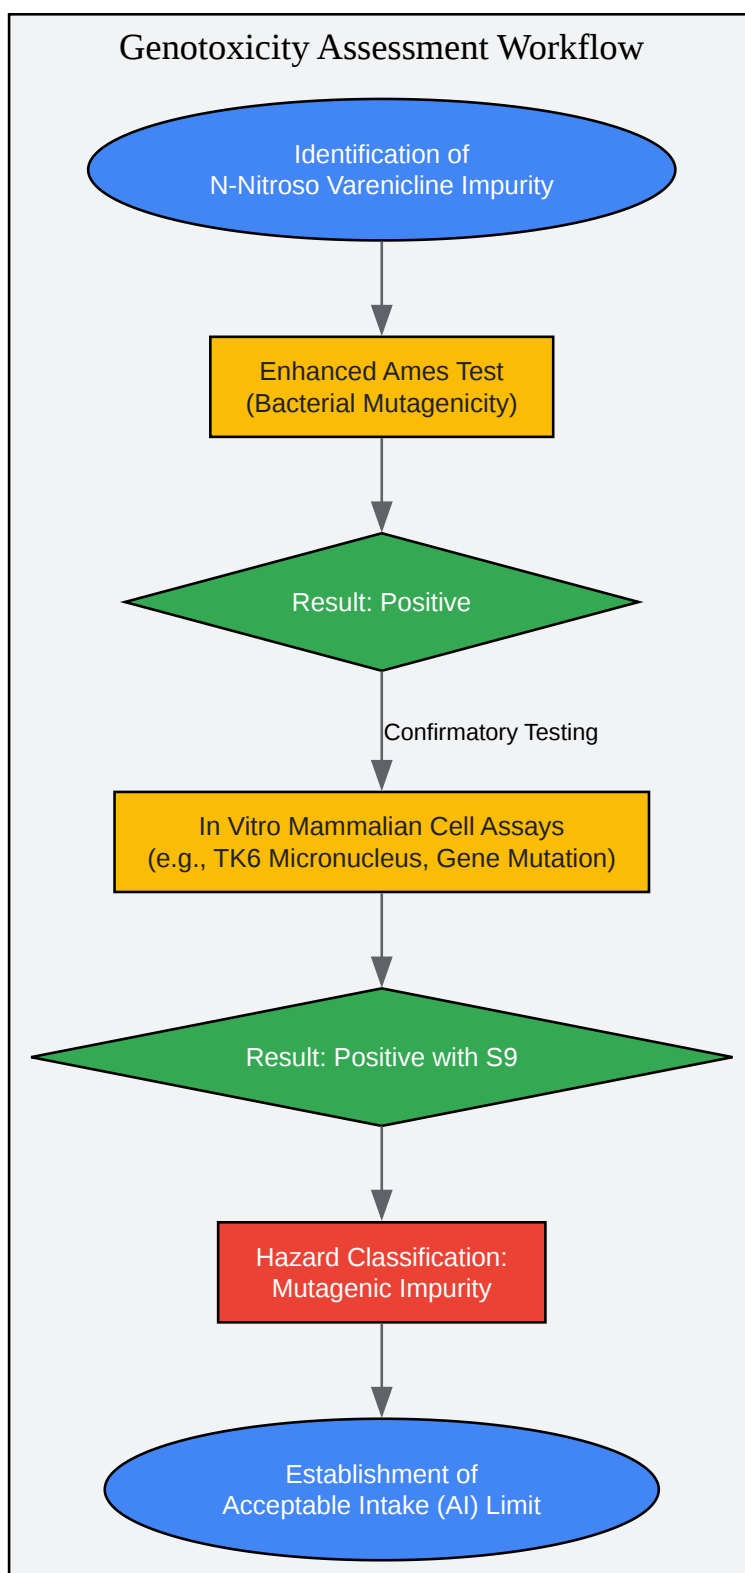 Genotoxicity Assessment Workflow
Identification of
N-Nitroso Varenicline Impurity
Enhanced Ames Test
(Bacterial Mutagenicity)
Result: Positive
Confirmatory Testing
In Vitro Mammalian Cell Assays
(e.g., TK6 Micronucleus, Gene Mutation)
Result: Positive with S9
Hazard Classification:
Mutagenic Impurity
Establishment of
Acceptable Intake (AI) Limit